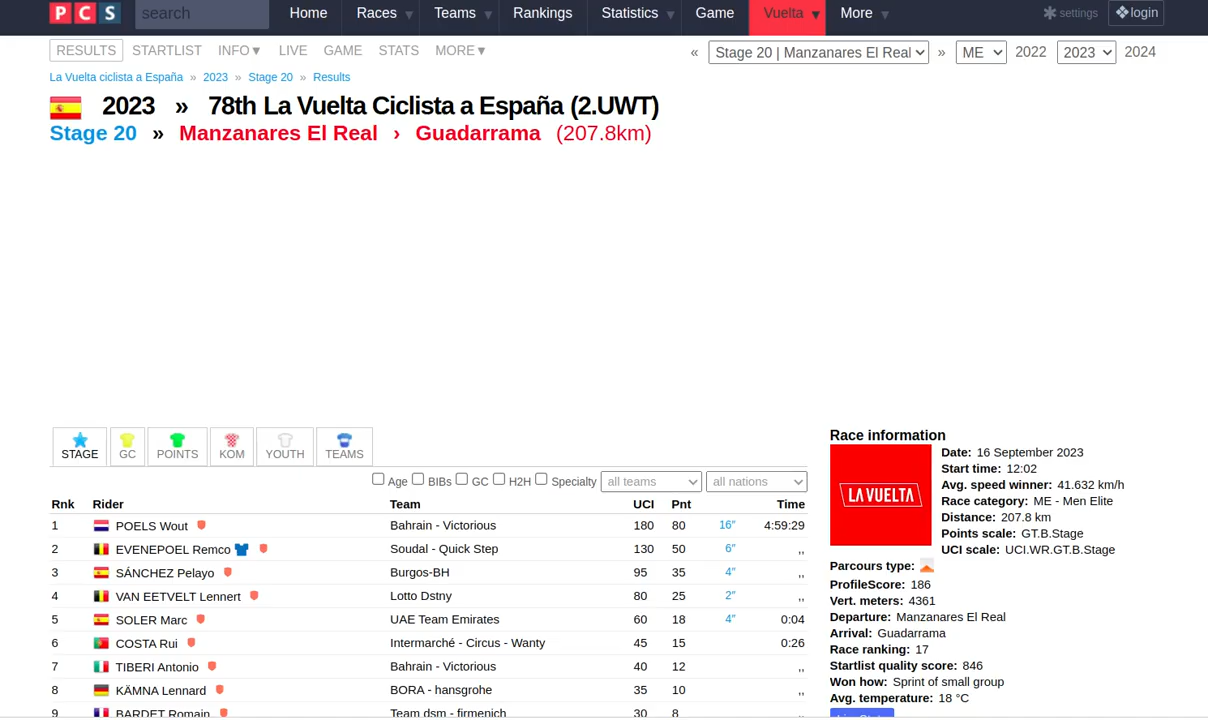 PCS search Home Races ▼ Teams ▼ Rankings Statistics ▼ Game Vuelta ▼ More ▼ settings login
RESULTS STARTLIST INFO▼ LIVE GAME STATS MORE▼ « Stage 20 | Manzanares El Real » ME 2022 2023 2024
La Vuelta ciclista a España » 2023 » Stage 20 » Results
2023 » 78th La Vuelta Ciclista a España (2.UWT)
Stage 20 » Manzanares El Real › Guadarrama (207.8km)
STAGE GC POINTS KOM YOUTH TEAMS
Age BIBs GC H2H Specialty all teams all nations
Rnk Rider Team UCI Pnt Time
1 POELS Wout Bahrain - Victorious 180 80 16″ 4:59:29
2 EVENEPOEL Remco Soudal - Quick Step 130 50 6″ ,,
3 SÁNCHEZ Pelayo Burgos-BH 95 35 4″ ,,
4 VAN EETVELT Lennert Lotto Dstny 80 25 2″ ,,
5 SOLER Marc UAE Team Emirates 60 18 4″ 0:04
6 COSTA Rui Intermarché - Circus - Wanty 45 15 0:26
7 TIBERI Antonio Bahrain - Victorious 40 12 ,,
8 KÄMNA Lennard BORA - hansgrohe 35 10 ,,
9 BARDET Romain Team dsm - firmenich 30 8 ,,
Race information
LA VUELTA
Date: 16 September 2023
Start time: 12:02
Avg. speed winner: 41.632 km/h
Race category: ME - Men Elite
Distance: 207.8 km
Points scale: GT.B.Stage
UCI scale: UCI.WR.GT.B.Stage
Parcours type:
ProfileScore: 186
Vert. meters: 4361
Departure: Manzanares El Real
Arrival: Guadarrama
Race ranking: 17
Startlist quality score: 846
Won how: Sprint of small group
Avg. temperature: 18 °C